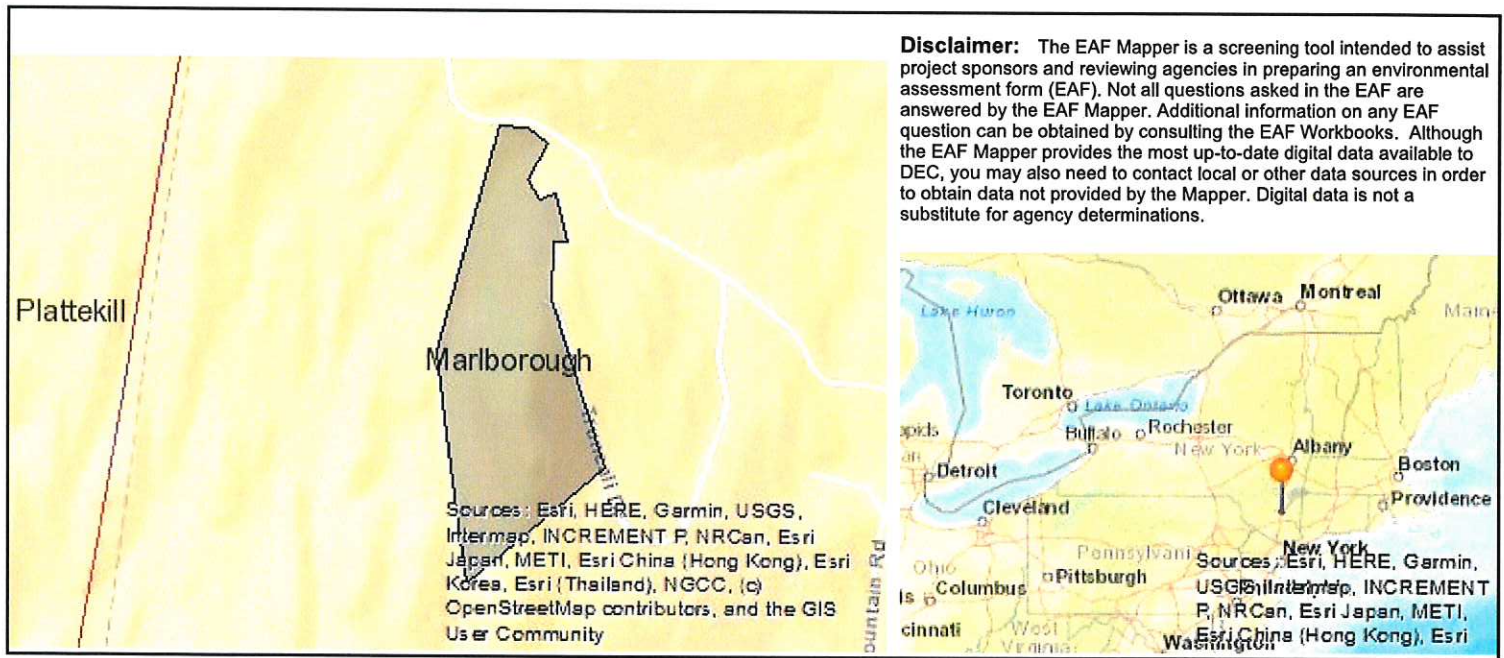 Disclaimer: The EAF Mapper is a screening tool intended to assist
project sponsors and reviewing agencies in preparing an environmental
assessment form (EAF). Not all questions asked in the EAF are
answered by the EAF Mapper. Additional information on any EAF
question can be obtained by consulting the EAF Workbooks. Although
the EAF Mapper provides the most up-to-date digital data available to
DEC, you may also need to contact local or other data sources in order
to obtain data not provided by the Mapper. Digital data is not a
substitute for agency determinations.
Plattekill
Marlborough
Sources: Esri, HERE, Garmin, USGS,
Intermap, INCREMENT P, NRCan, Esri
Japan, METI, Esri China (Hong Kong), Esri
Korea, Esri (Thailand), NGCC, (c)
OpenStreetMap contributors, and the GIS
User Community
ountain Rd
Ottawa
Montreal
Maine
Lake Huron
Toronto
Lake Ontario
apids
Buffalo
Rochester
New York
Albany
Boston
Detroit
Providence
Cleveland
Pennsylvania
New York
Ohio
Pittsburgh
Columbus
cinnati
West
Virginia
Washington
Sources: Esri, HERE, Garmin,
USGS, Intermap, INCREMENT
P, NRCan, Esri Japan, METI,
Esri China (Hong Kong), Esri